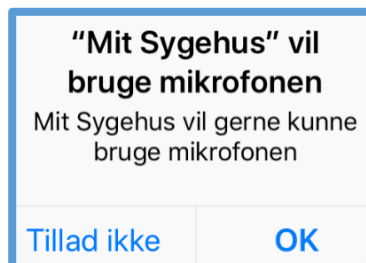 “Mit Sygehus” vil
bruge mikrofonen
Mit Sygehus vil gerne kunne
bruge mikrofonen
Tillad ikke
OK